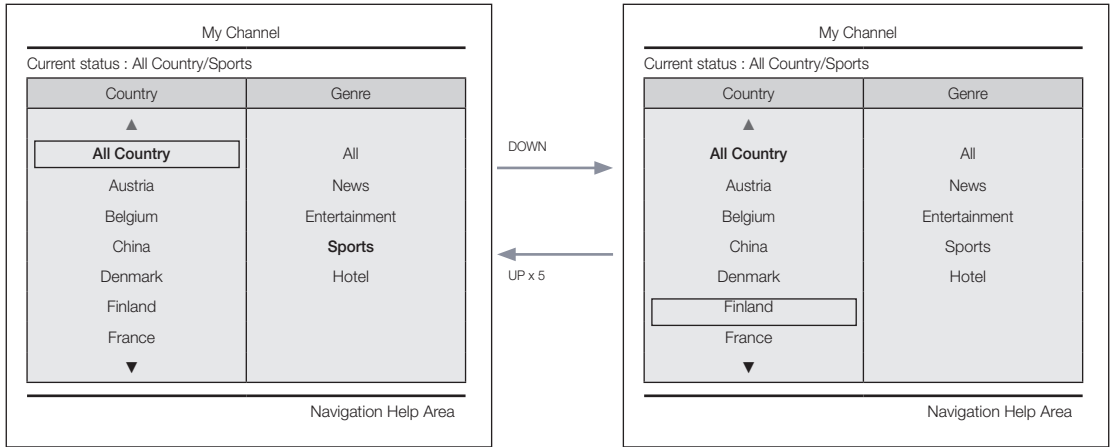 My Channel
Current status : All Country/Sports
Country Genre
▲
All Country All
Austria News
Belgium Entertainment
China Sports
Denmark Hotel
Finland
France
▼
Navigation Help Area
DOWN
UP x 5
My Channel
Current status : All Country/Sports
Country Genre
▲
All Country All
Austria News
Belgium Entertainment
China Sports
Denmark Hotel
Finland
France
▼
Navigation Help Area